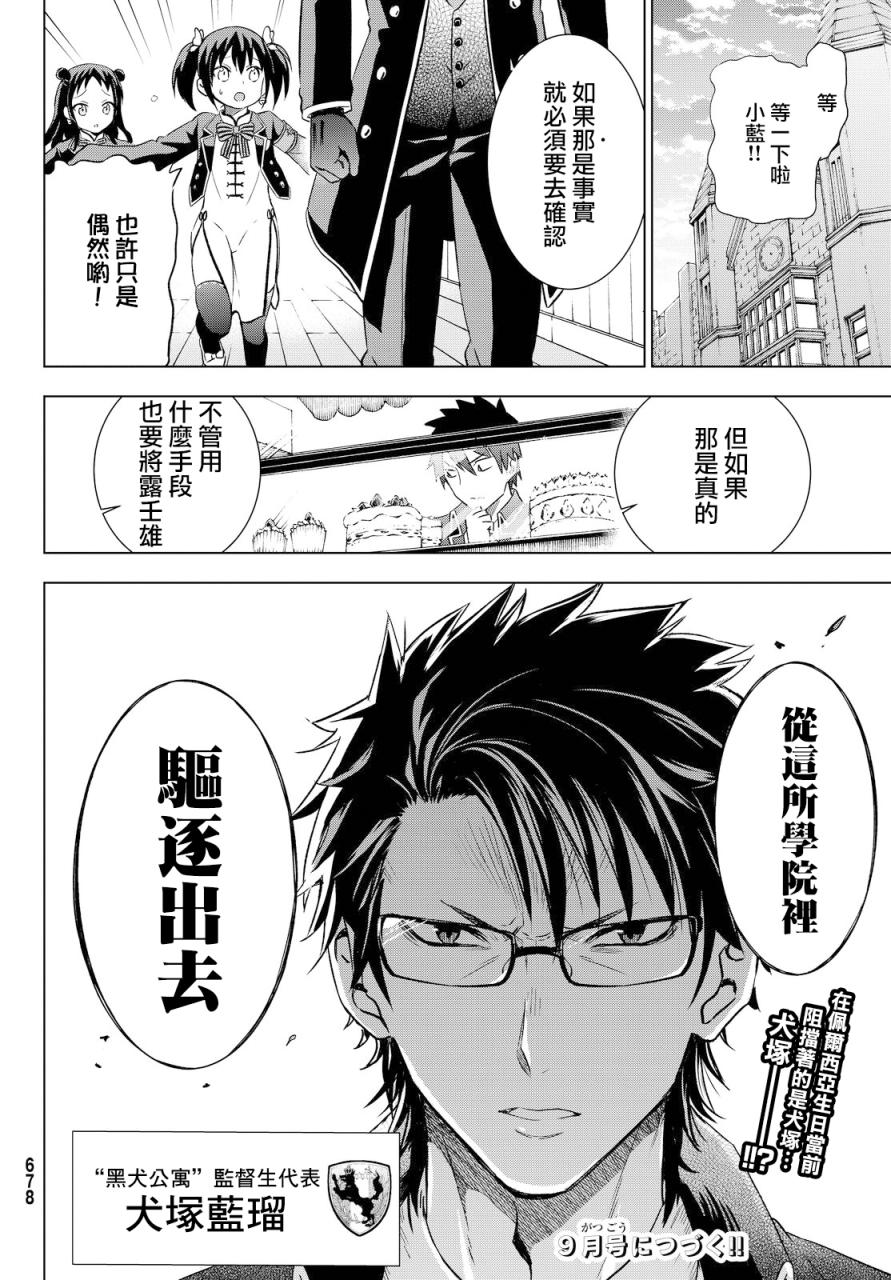 等
等一下啦
小藍!!
如果那是事實
就必須要去確認
也許只是
偶然喲！
但如果
那是真的
不管用
什麼手段
也要將露壬雄
從這所學院裡
驅逐出去
在佩爾西亞生日當前
阻擋著的是犬塚…
犬塚━━!?
“黑犬公寓”監督生代表
犬塚藍瑠
がつごう
9月号につづく!!
678